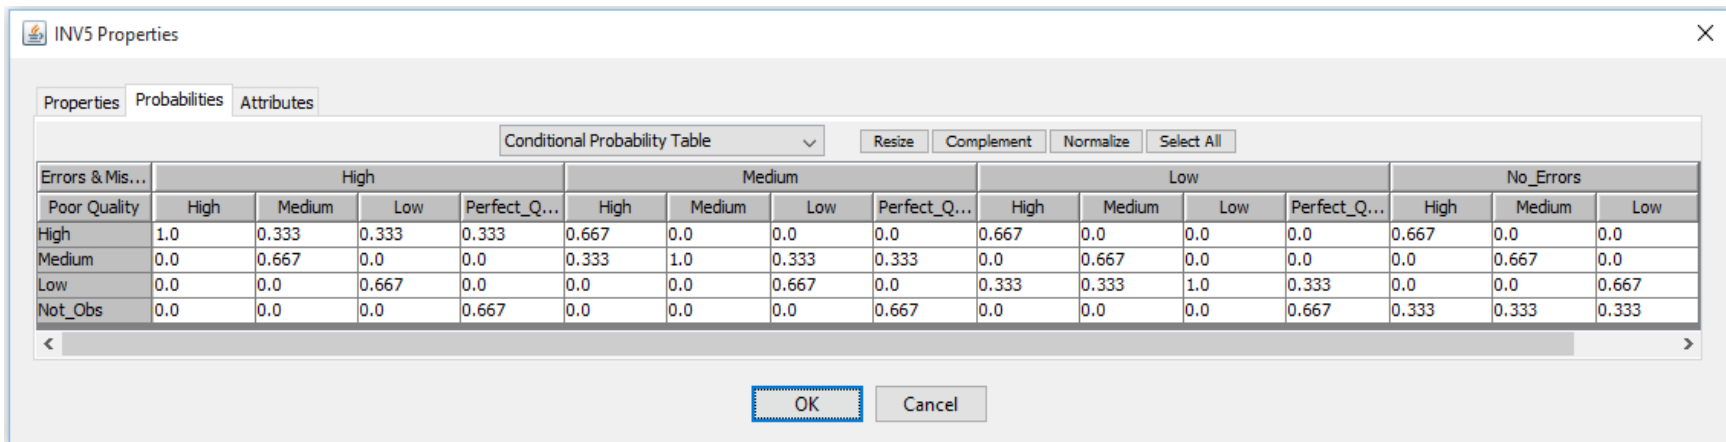 INV5 Properties
Properties Probabilities Attributes
Conditional Probability Table Resize Complement Normalize Select All
Errors & Mis... High Medium Low No_Errors
Poor Quality High Medium Low Perfect_Q... High Medium Low Perfect_Q... High Medium Low Perfect_Q... High Medium Low
High 1.0 0.333 0.333 0.333 0.667 0.0 0.0 0.0 0.667 0.0 0.0 0.0 0.667 0.0 0.0
Medium 0.0 0.667 0.0 0.0 0.333 1.0 0.333 0.333 0.0 0.667 0.0 0.0 0.0 0.667 0.0
Low 0.0 0.0 0.667 0.0 0.0 0.0 0.667 0.0 0.333 0.333 1.0 0.333 0.0 0.0 0.667
Not_Obs 0.0 0.0 0.0 0.667 0.0 0.0 0.0 0.667 0.0 0.0 0.0 0.667 0.333 0.333 0.333
OK Cancel